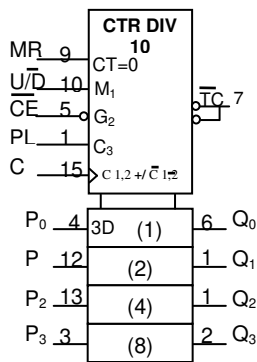 CTR DIV
10
MR 9 CT=0
U/D̅ 10 M₁
C̅E̅ 5 G₂
PL 1 C₃
C 15 C 1,2 +/ C̅ 1,2̅
T̅C̅ 7
P₀ 4 3D (1) 6 Q₀
P 12 (2) 1 Q₁
P₂ 13 (4) 1 Q₂
P₃ 3 (8) 2 Q₃